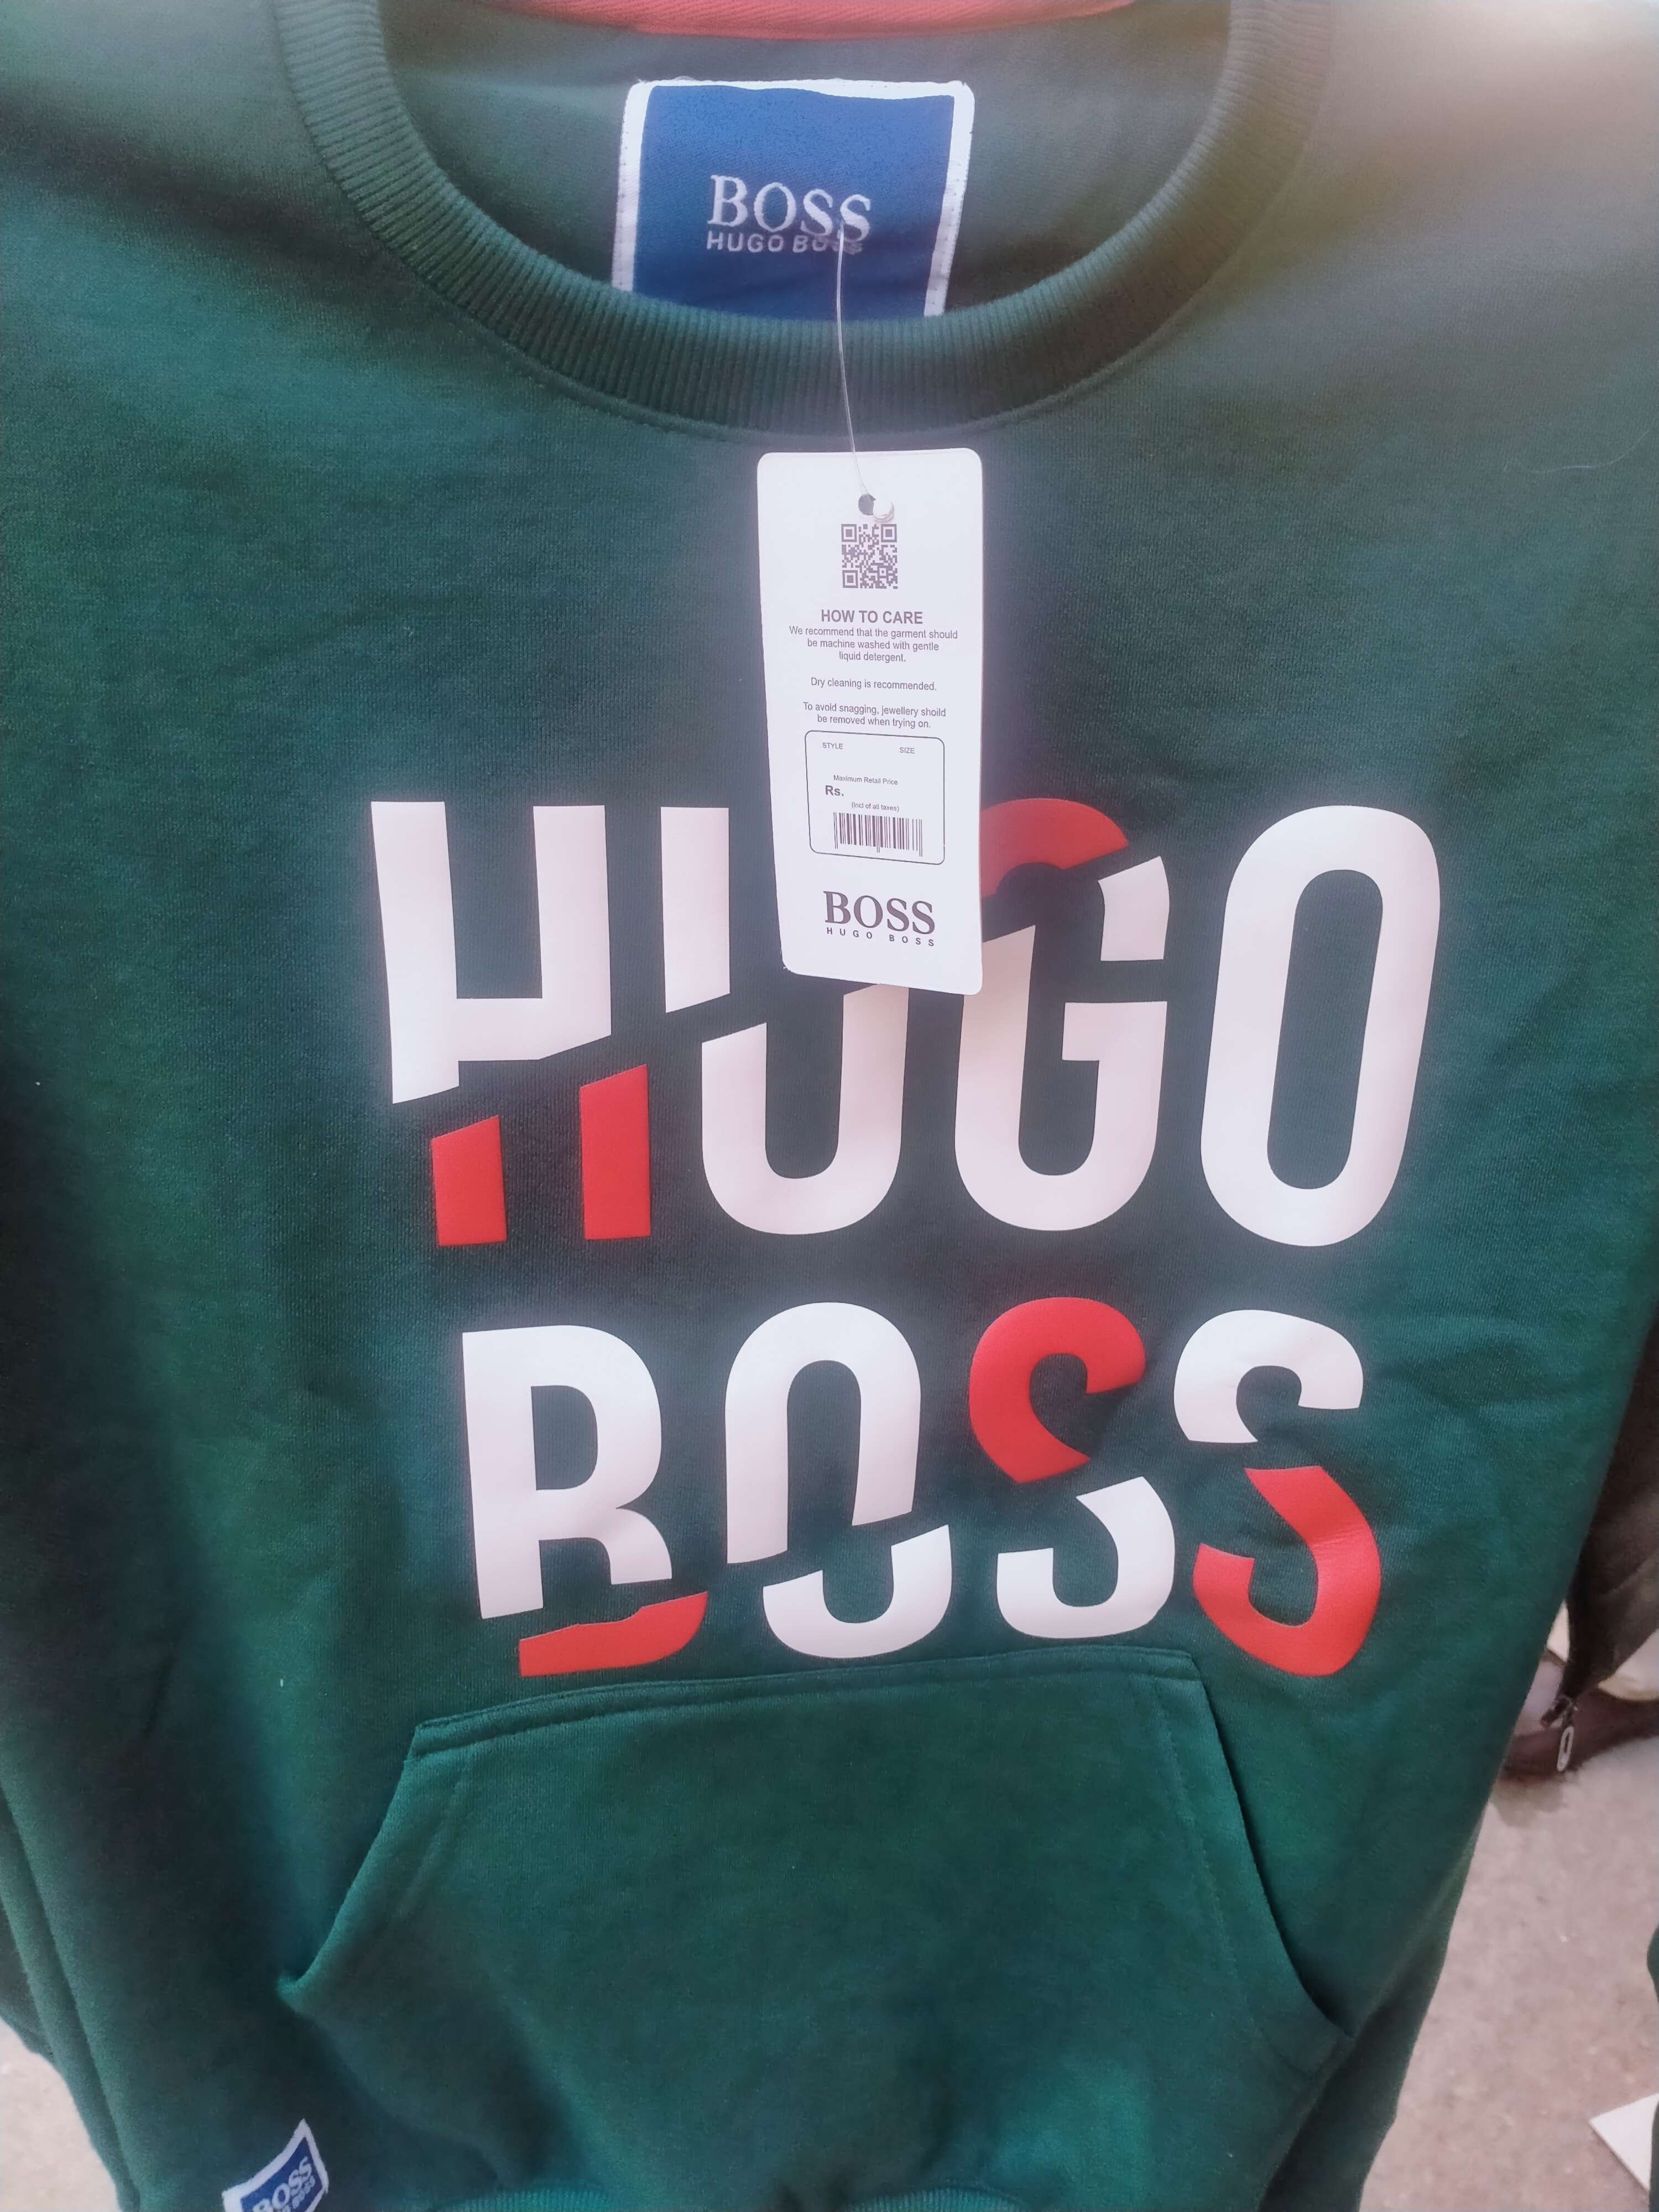 BOSS
HUGO BOSS
HOW TO CARE
We recommend that the garment should
be machine washed with gentle
liquid detergent.
Dry cleaning is recommended.
To avoid snagging, jewellery shoild
be removed when trying on.
STYLE SIZE
Maximum Retail Price
Rs.
(Incl of all taxes)
BOSS
HUGO BOSS
HUGO
BOSS
BOSS